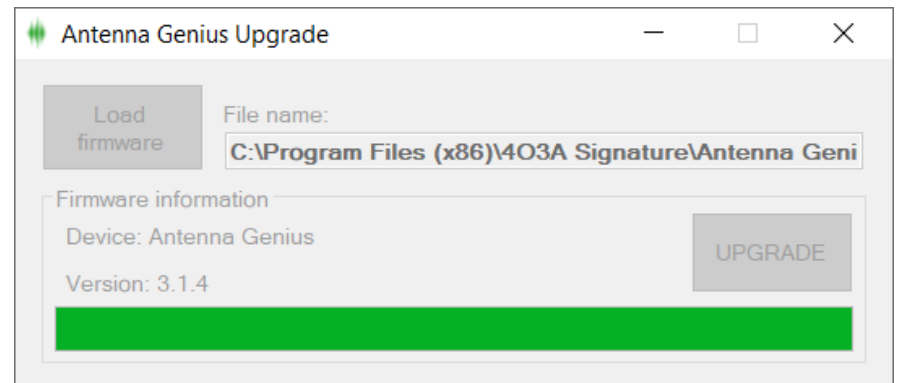 Antenna Genius Upgrade
Load
firmware
File name:
C:\Program Files (x86)\4O3A Signature\Antenna Geni
Firmware information
Device: Antenna Genius
Version: 3.1.4
UPGRADE